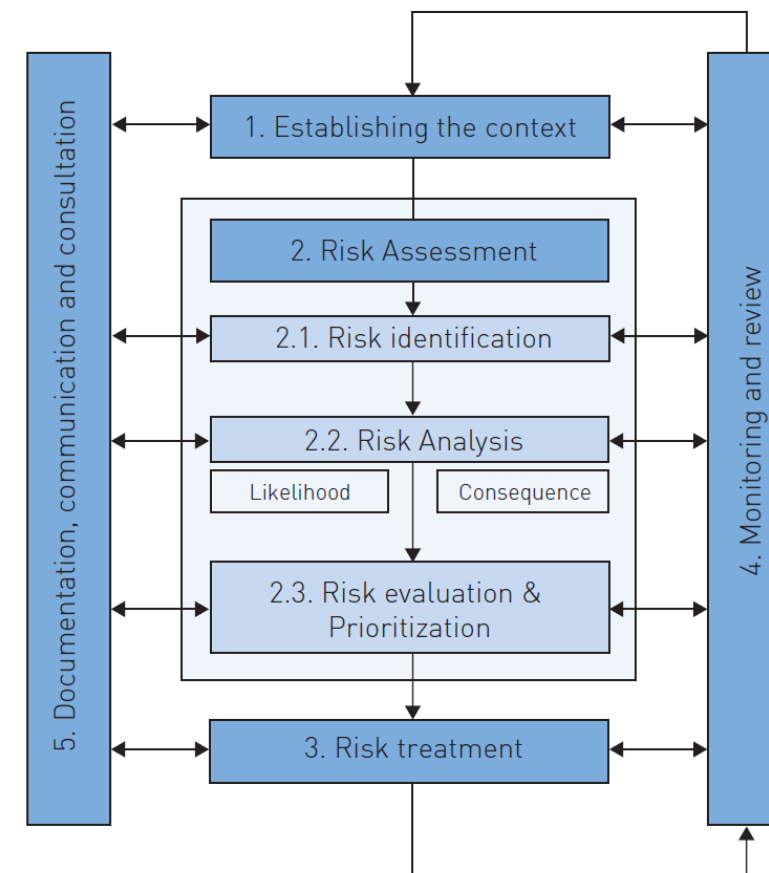 1. Establishing the context
2. Risk Assessment
2.1. Risk identification
2.2. Risk Analysis
Likelihood
Consequence
2.3. Risk evaluation &
Prioritization
3. Risk treatment
4. Monitoring and review
5. Documentation, communication and consultation